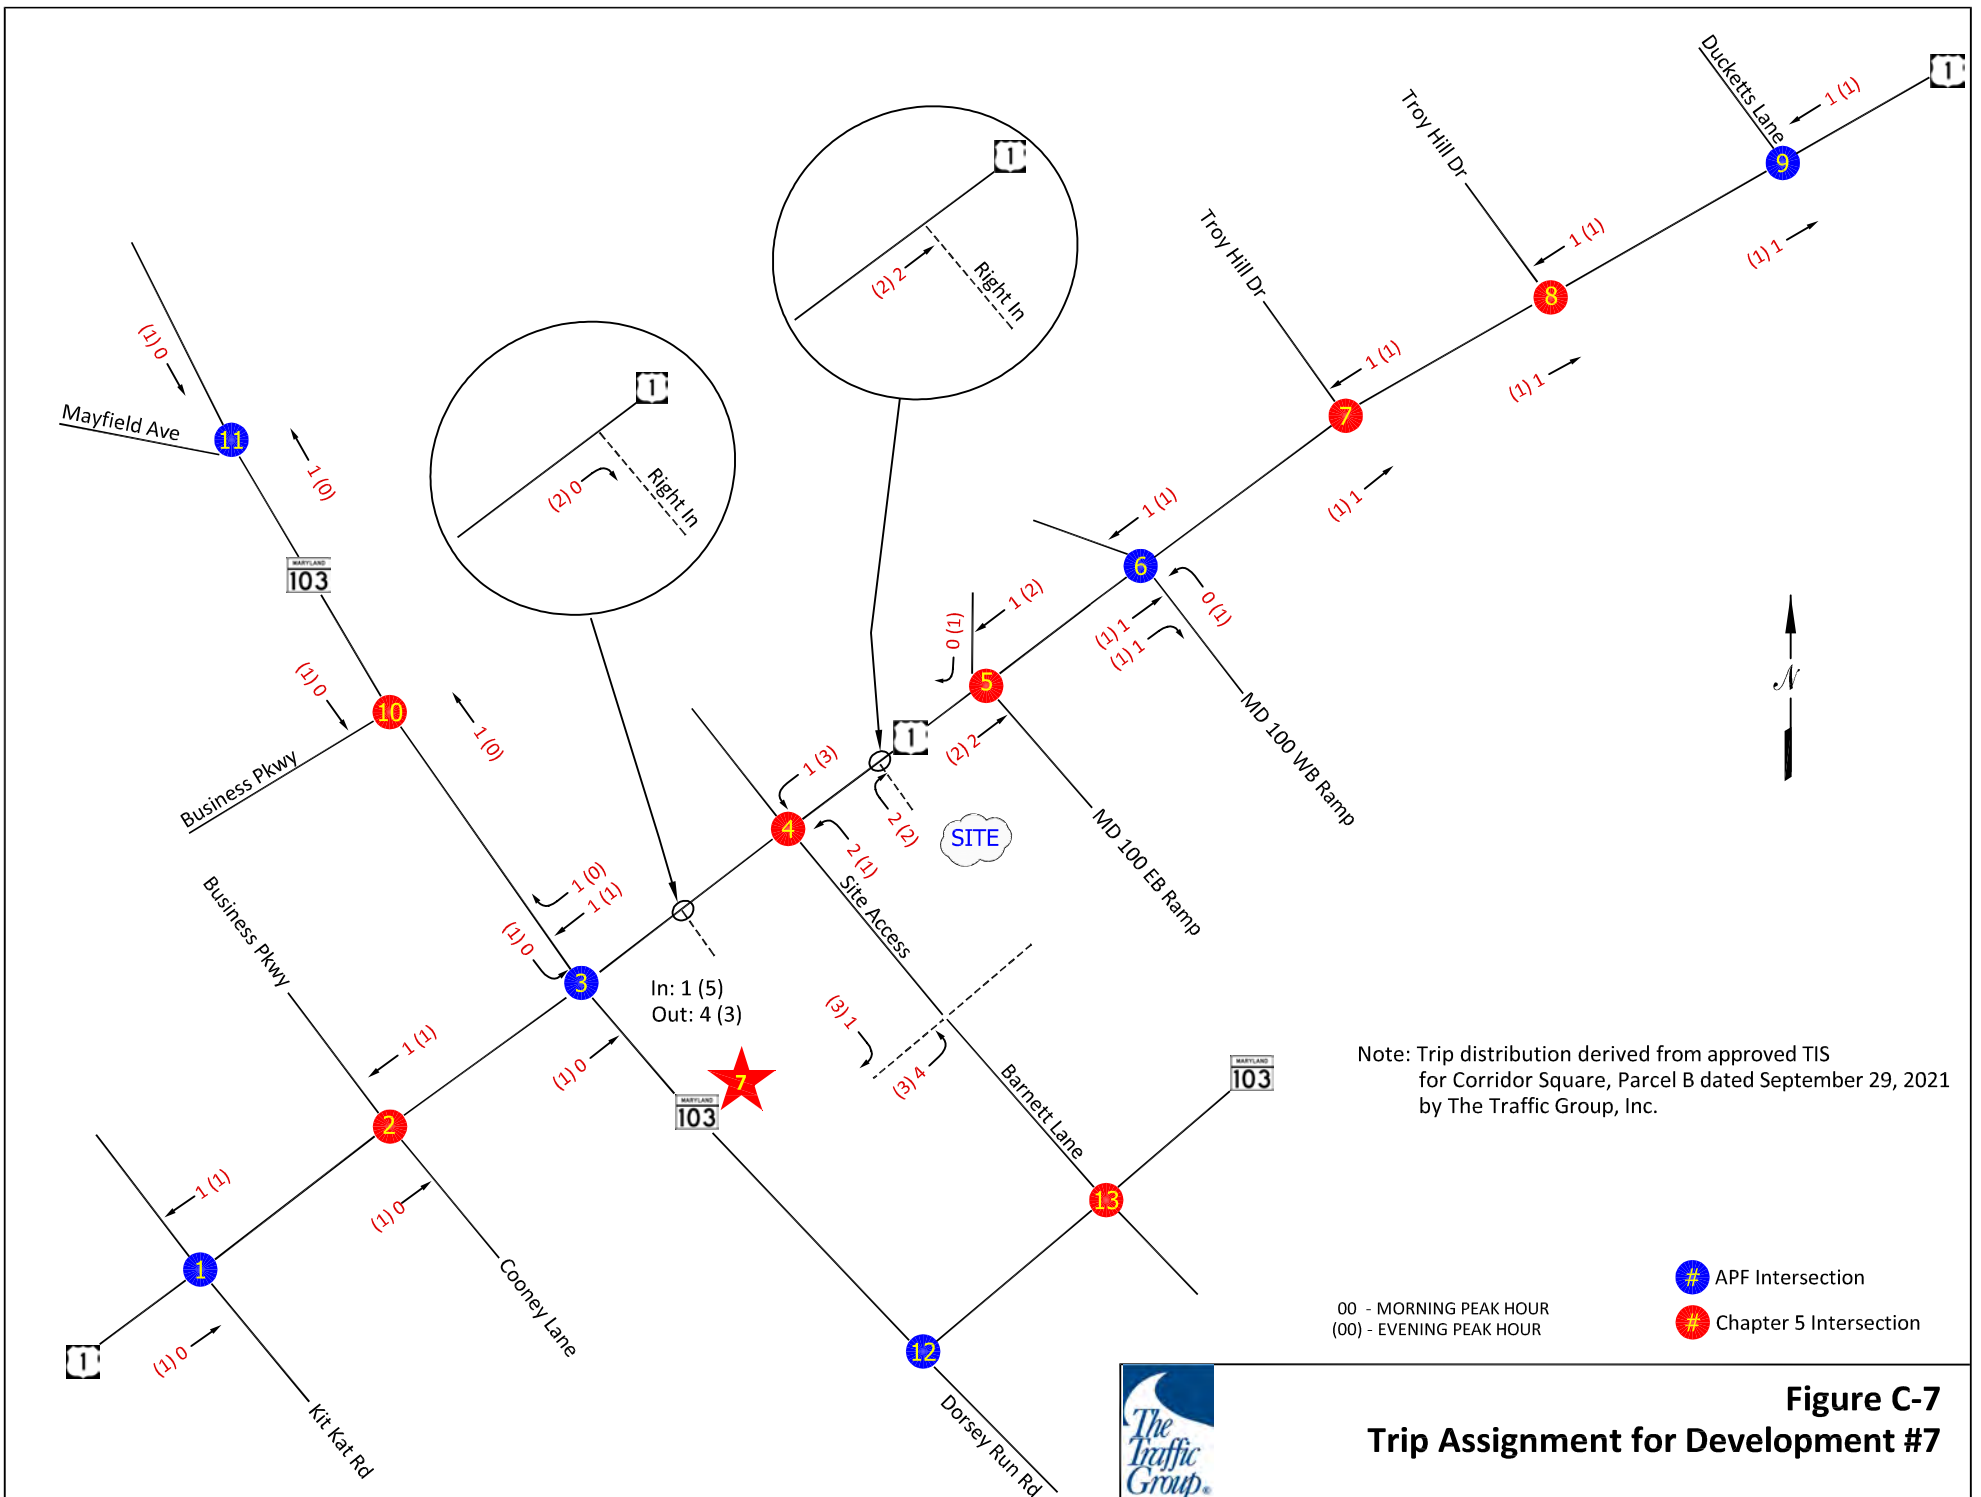 Ducketts Lane
1
1 (1)
9
Troy Hill Dr
1 (1)
(1) 1
8
Troy Hill Dr
1 (1)
(1) 1
7
1
(2) 2
Right In
1
(2) 0
Right In
(1) 0
Mayfield Ave
11
1 (0)
MARYLAND
103
1 (1)
(1) 1
6
0 (1)
(1) 1
(1) 1
1 (2)
0 (1)
5
(2) 2
MD 100 WB Ramp
MD 100 EB Ramp
(1) 0
10
1 (0)
Business Pkwy
1
1 (3)
4
2 (2)
SITE
2 (1)
Site Access
Business Pkwy
1 (0)
1 (1)
(1) 0
3
In: 1 (5)
Out: 4 (3)
(1) 0
7
MARYLAND
103
(3) 1
(3) 4
Barnett Lane
MARYLAND
103
13
1 (1)
2
(1) 0
Cooney Lane
1 (1)
1
(1) 0
1
Kit Kat Rd
12
Dorsey Run Rd
N
Note: Trip distribution derived from approved TIS
for Corridor Square, Parcel B dated September 29, 2021
by The Traffic Group, Inc.
# APF Intersection
# Chapter 5 Intersection
00 - MORNING PEAK HOUR
(00) - EVENING PEAK HOUR
The
Traffic
Group®
Figure C-7
Trip Assignment for Development #7